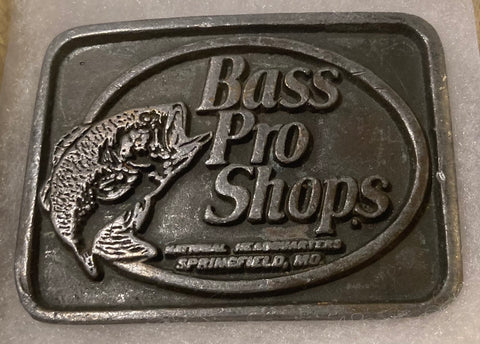 Bass
Pro
Shops
NATIONAL HEADQUARTERS
SPRINGFIELD, MO.